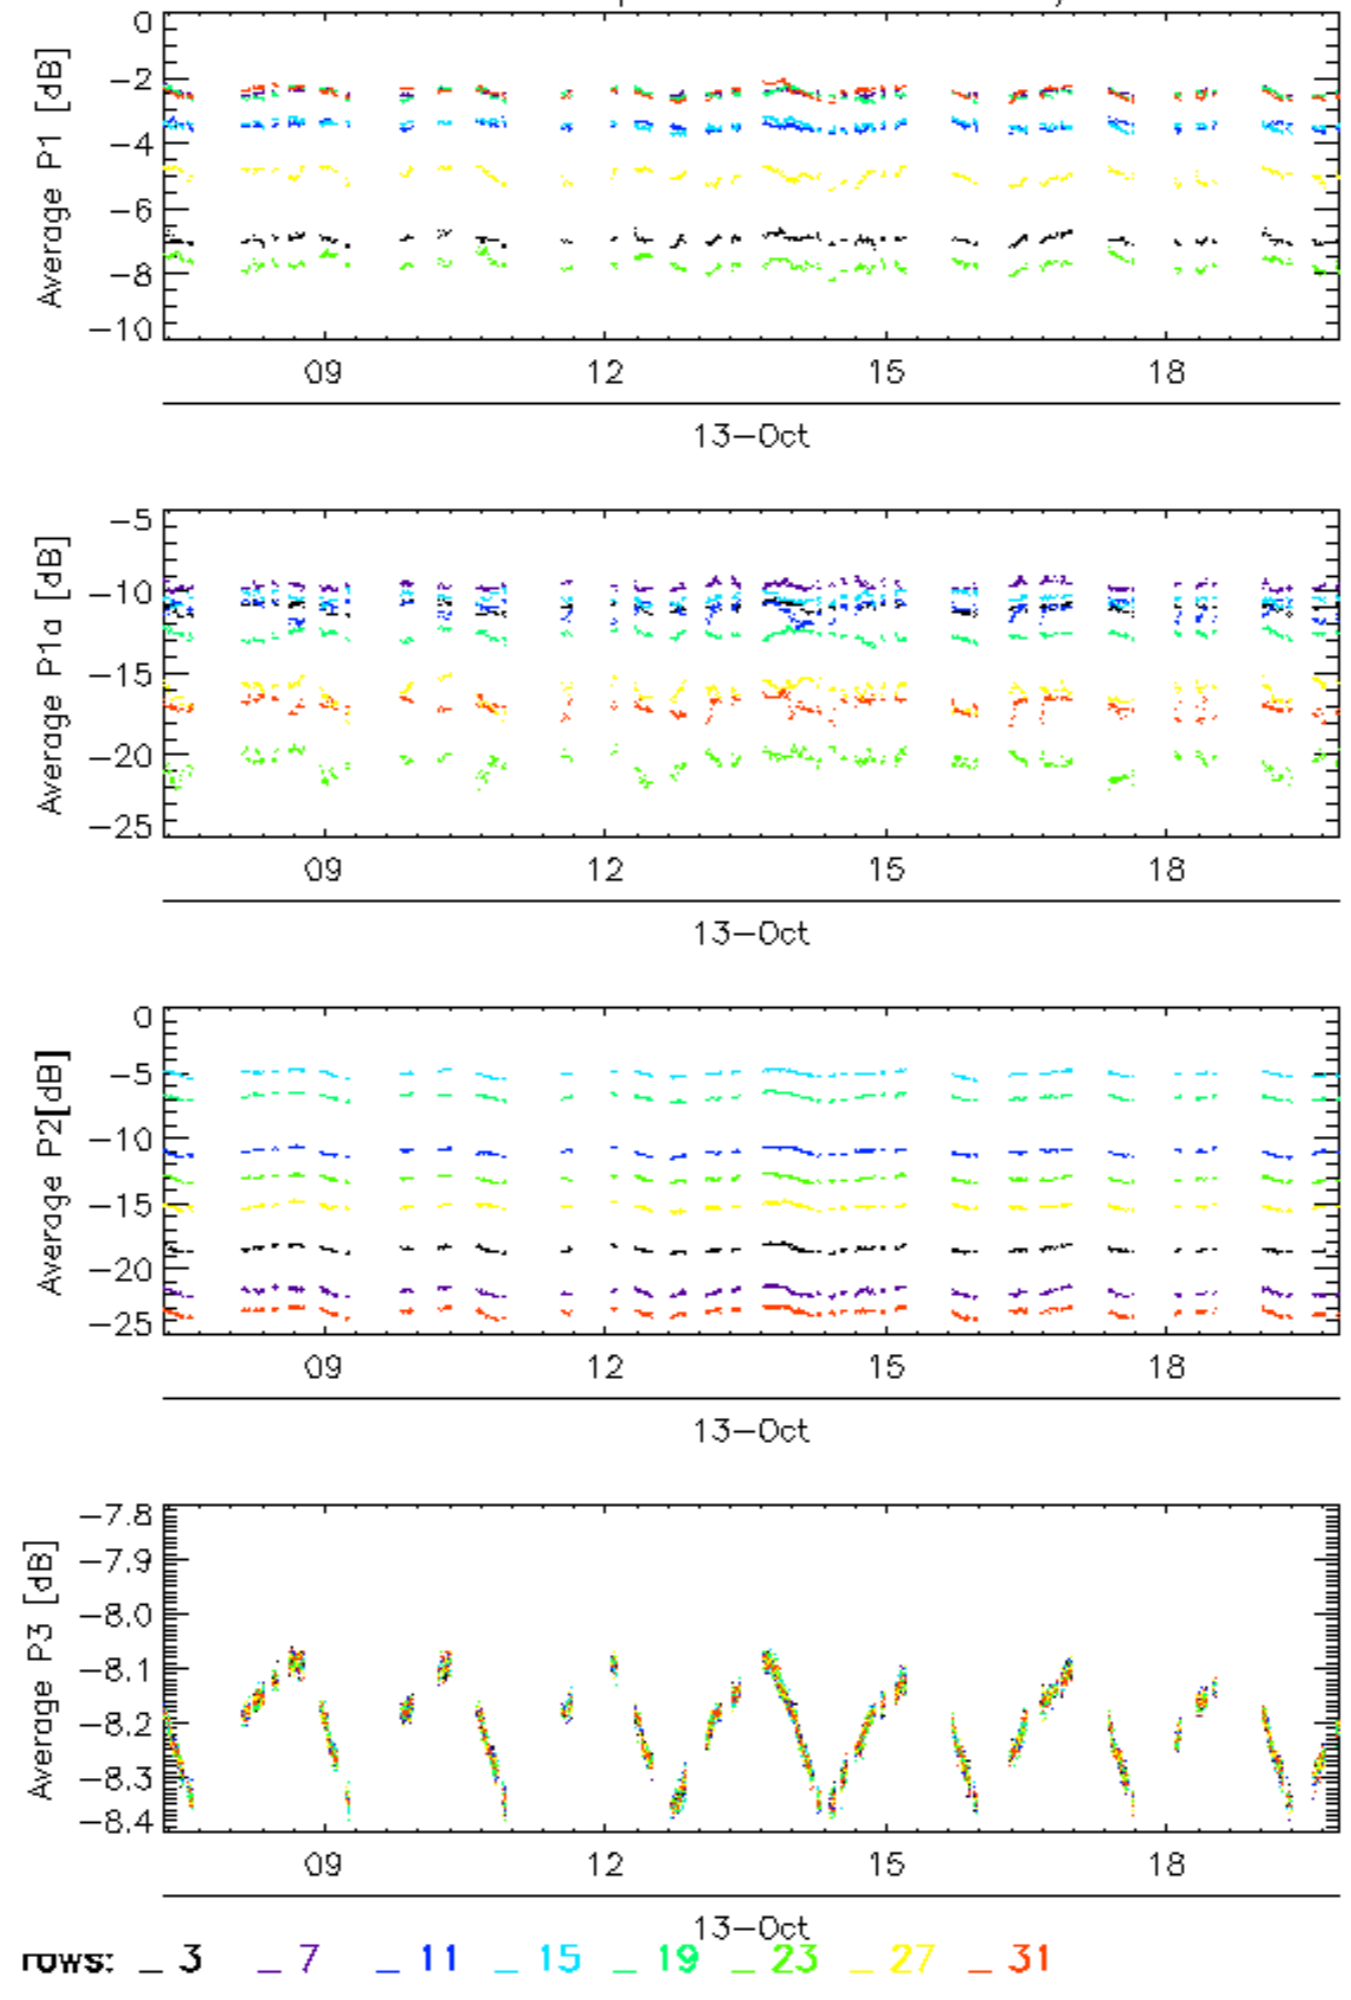 Average P1 [dB]
0
−2
−4
−6
−8
−10
09 12 15 18
13−Oct
Average P1a [dB]
−5
−10
−15
−20
−25
09 12 15 18
13−Oct
Average P2[dB]
0
−5
−10
−15
−20
−25
09 12 15 18
13−Oct
Average P3 [dB]
−7.8
−7.9
−8.0
−8.1
−8.2
−8.3
−8.4
09 12 15 18
13−Oct
rows: _ 3 _ 7 _ 11 _ 15 _ 19 _ 23 _ 27 _ 31